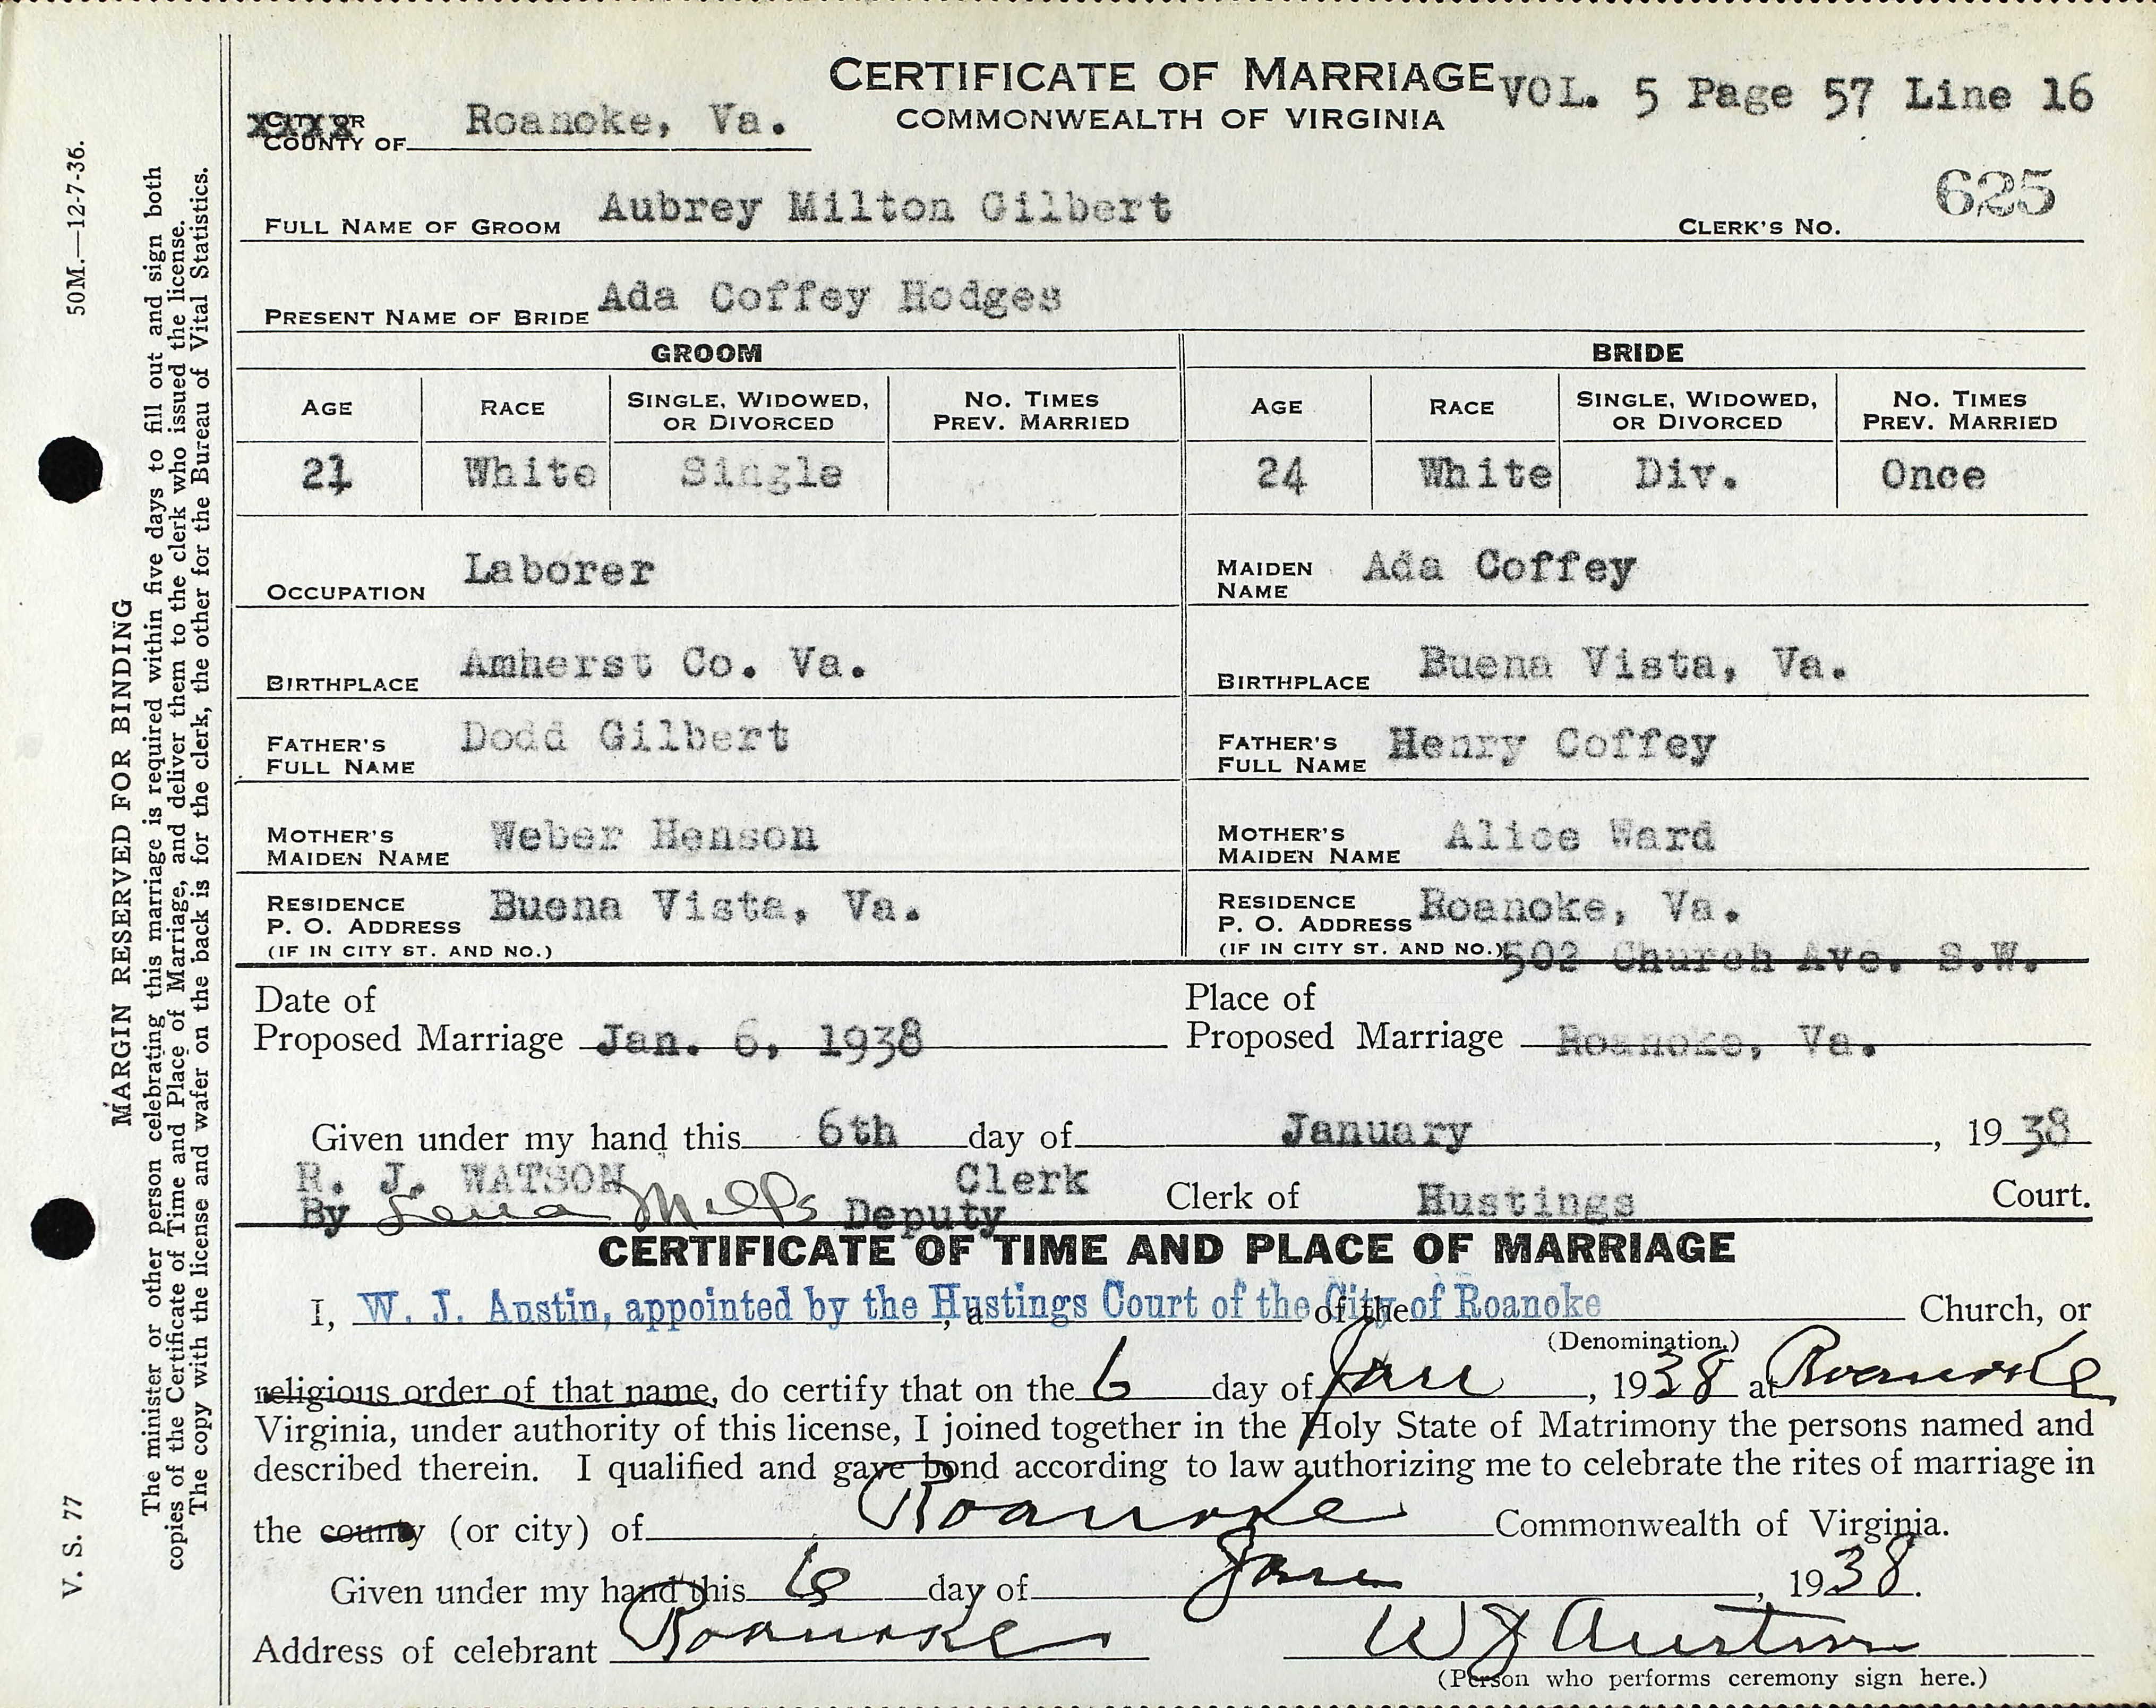 CERTIFICATE OF MARRIAGE VOL. 5 Page 57 Line 16
COMMONWEALTH OF VIRGINIA
CITY OR
COUNTY OF Roanoke, Va.
625
FULL NAME OF GROOM Aubrey Milton Gilbert CLERK'S NO.
PRESENT NAME OF BRIDE Ada Coffey Hodges
GROOM BRIDE
AGE RACE SINGLE, WIDOWED, OR DIVORCED NO. TIMES PREV. MARRIED AGE RACE SINGLE, WIDOWED, OR DIVORCED NO. TIMES PREV. MARRIED
21 White Single 24 White Div. Once
OCCUPATION Laborer MAIDEN NAME Ada Coffey
BIRTHPLACE Amherst Co. Va. BIRTHPLACE Buena Vista, Va.
FATHER'S FULL NAME Dodd Gilbert FATHER'S FULL NAME Henry Coffey
MOTHER'S MAIDEN NAME Weber Henson MOTHER'S MAIDEN NAME Alice Ward
RESIDENCE P. O. ADDRESS (IF IN CITY ST. AND NO.) Buena Vista, Va. RESIDENCE P. O. ADDRESS (IF IN CITY ST. AND NO.) Roanoke, Va.
502 Church Ave. S.W.
Date of Proposed Marriage Jan. 6, 1938 Place of Proposed Marriage Roanoke, Va.
Given under my hand this 6th day of January, 1938
R. J. WATSON Clerk Clerk of Hustings Court.
By Lena Mills Deputy
CERTIFICATE OF TIME AND PLACE OF MARRIAGE
I, W. J. Austin, appointed by the Hustings Court of the City of Roanoke, a of the Church, or
(Denomination.)
religious order of that name, do certify that on the 6 day of Jan, 1938 at Roanoke
Virginia, under authority of this license, I joined together in the Holy State of Matrimony the persons named and
described therein. I qualified and gave bond according to law authorizing me to celebrate the rites of marriage in
the county (or city) of Roanoke Commonwealth of Virginia.
Given under my hand this 6 day of Jan, 1938.
Address of celebrant Roanoke W J Austin
(Person who performs ceremony sign here.)
50M.—12-7-36.
MARGIN RESERVED FOR BINDING
The minister or other person celebrating this marriage is required within five days to fill out and sign both
copies of the Certificate of Time and Place of Marriage, and deliver them to the clerk who issued the license.
The copy with the license and wafer on the back is for the clerk, the other for the Bureau of Vital Statistics.
V. S. 77